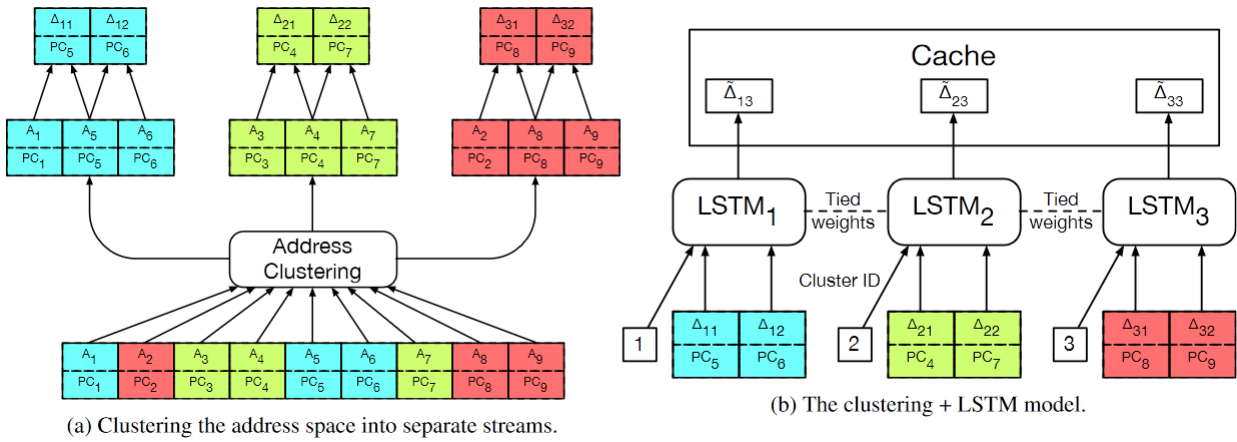 Δ11 Δ12 Δ21 Δ22 Δ31 Δ32
PC5 PC6 PC4 PC7 PC8 PC9
A1 A5 A6 A3 A4 A7 A2 A8 A9
PC1 PC5 PC6 PC3 PC4 PC7 PC2 PC8 PC9
Address
Clustering
A1 A2 A3 A4 A5 A6 A7 A8 A9
PC1 PC2 PC3 PC4 PC5 PC6 PC7 PC8 PC9
(a) Clustering the address space into separate streams.
Cache
Δ̃13 Δ̃23 Δ̃33
LSTM1 Tied weights LSTM2 Tied weights LSTM3
Cluster ID
1 Δ11 Δ12 2 Δ21 Δ22 3 Δ31 Δ32
PC5 PC6 PC4 PC7 PC8 PC9
(b) The clustering + LSTM model.